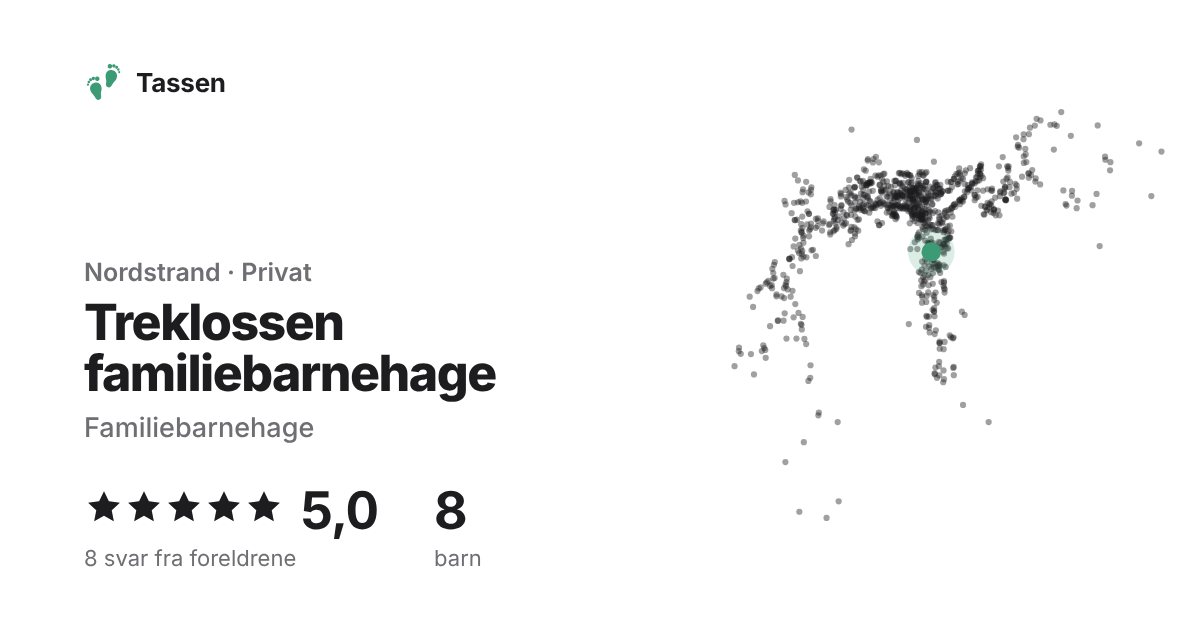 Tassen
Nordstrand · Privat
Treklossen
familiebarnehage
Familiebarnehage
5,0
8 svar fra foreldrene
8
barn